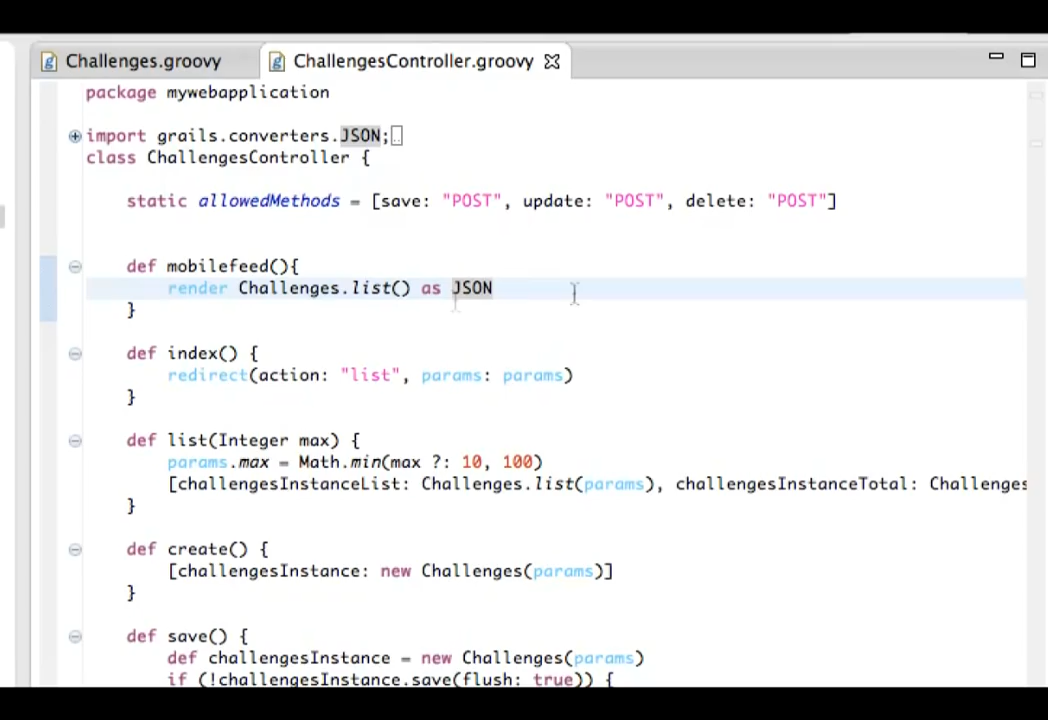 Challenges.groovy ChallengesController.groovy
package mywebapplication
import grails.converters.JSON;..
class ChallengesController {
static allowedMethods = [save: "POST", update: "POST", delete: "POST"]
def mobilefeed(){
render Challenges.list() as JSON
}
def index() {
redirect(action: "list", params: params)
}
def list(Integer max) {
params.max = Math.min(max ?: 10, 100)
[challengesInstanceList: Challenges.list(params), challengesInstanceTotal: Challenges
}
def create() {
[challengesInstance: new Challenges(params)]
}
def save() {
def challengesInstance = new Challenges(params)
if (!challengesInstance.save(flush: true)) {